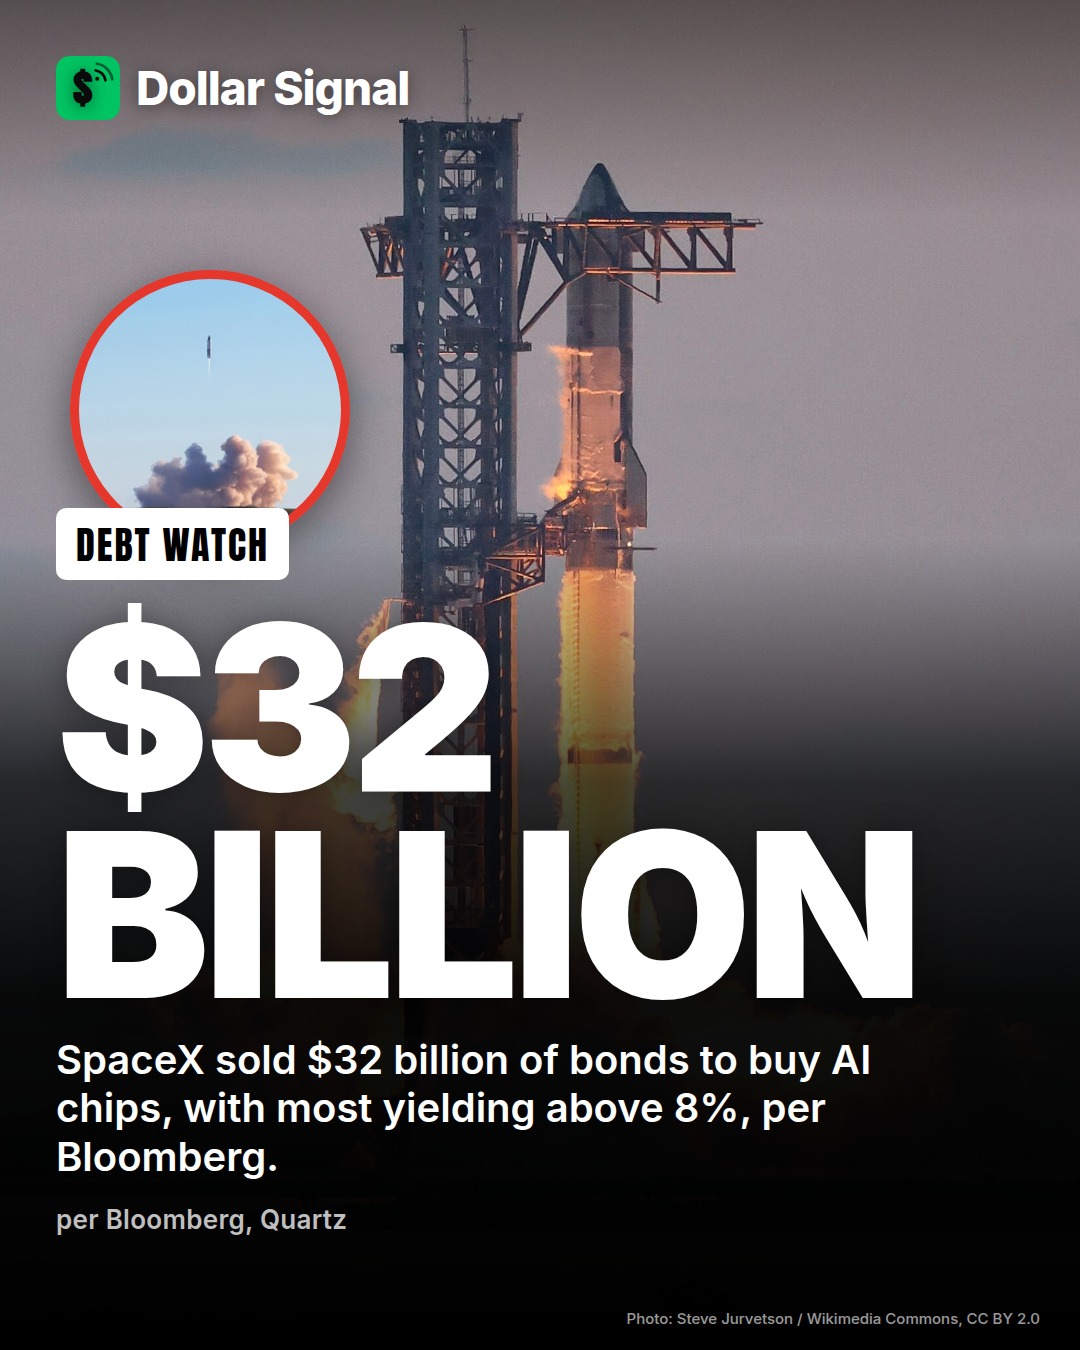 Dollar Signal
DEBT WATCH
$32
BILLION
SpaceX sold $32 billion of bonds to buy AI
chips, with most yielding above 8%, per
Bloomberg.
per Bloomberg, Quartz
Photo: Steve Jurvetson / Wikimedia Commons, CC BY 2.0